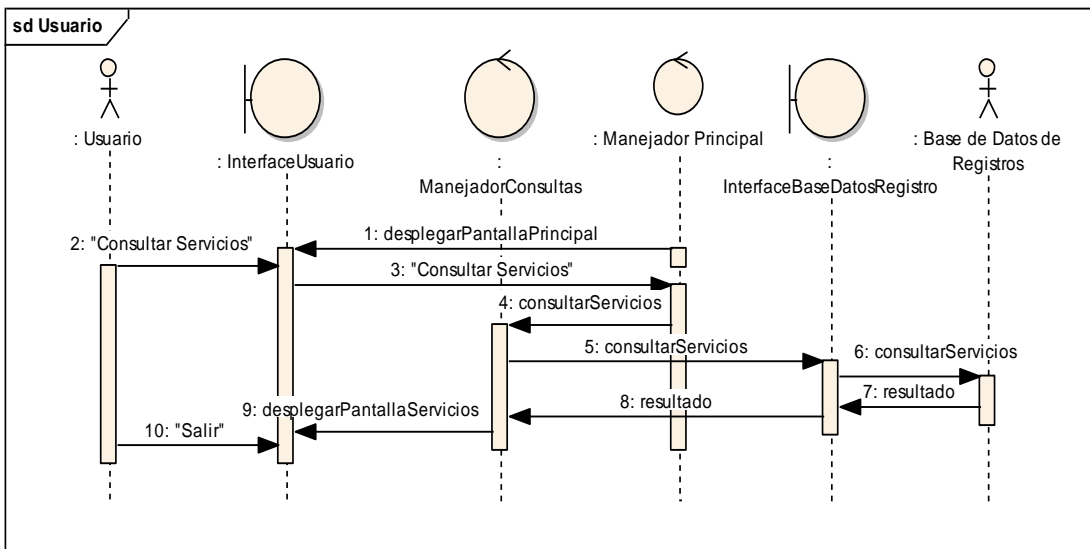 sd Usuario
: Usuario
: InterfaceUsuario
:
ManejadorConsultas
: Manejador Principal
:
InterfaceBaseDatosRegistro
: Base de Datos de
Registros
1: desplegarPantallaPrincipal
2: "Consultar Servicios"
3: "Consultar Servicios"
4: consultarServicios
5: consultarServicios
6: consultarServicios
7: resultado
8: resultado
9: desplegarPantallaServicios
10: "Salir"